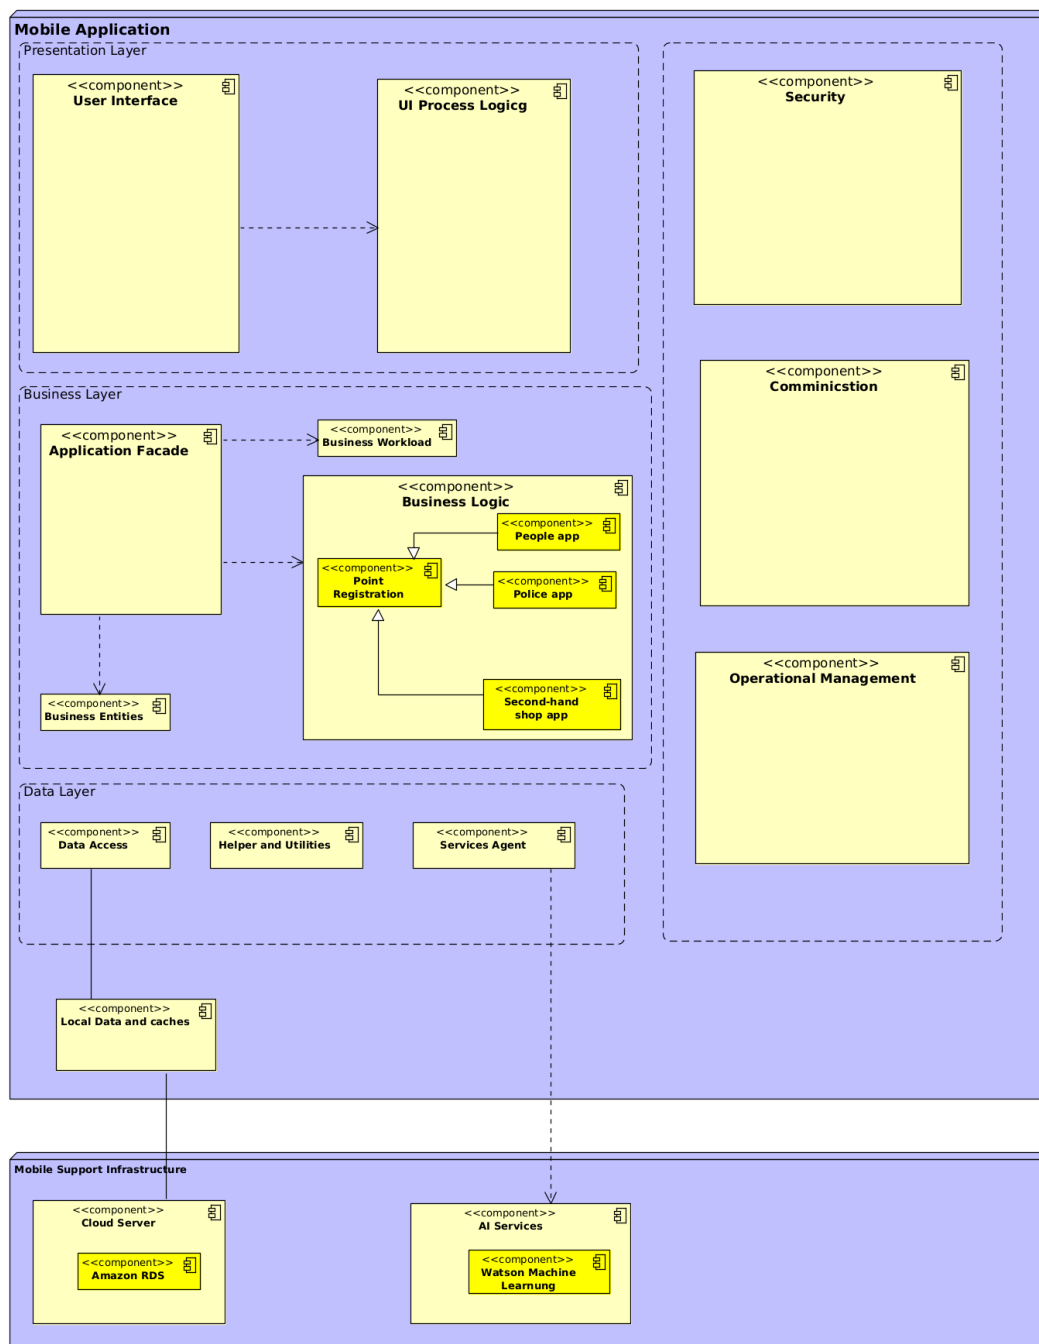 Mobile Application
Presentation Layer
<<component>>
User Interface
<<component>>
UI Process Logicg
<<component>>
Security
<<component>>
Comminicstion
<<component>>
Operational Management
Business Layer
<<component>>
Application Facade
<<component>>
Business Workload
<<component>>
Business Logic
<<component>>
People app
<<component>>
Point
Registration
<<component>>
Police app
<<component>>
Second-hand
shop app
<<component>>
Business Entities
Data Layer
<<component>>
Data Access
<<component>>
Helper and Utilities
<<component>>
Services Agent
<<component>>
Local Data and caches
Mobile Support Infrastructure
<<component>>
Cloud Server
<<component>>
Amazon RDS
<<component>>
AI Services
<<component>>
Watson Machine
Learnung